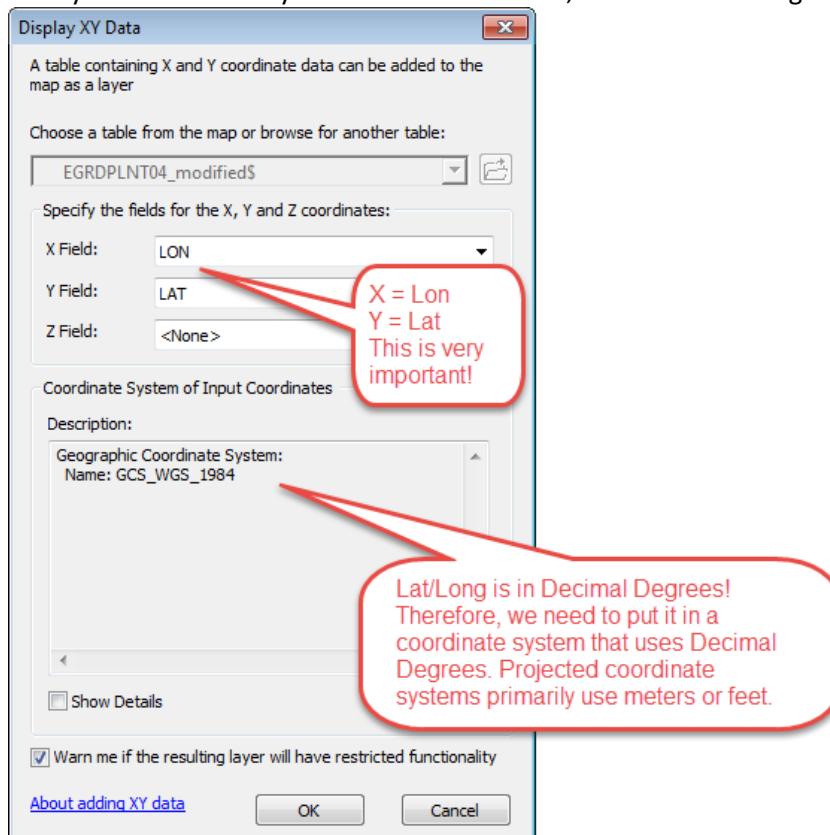 Display XY Data
A table containing X and Y coordinate data can be added to the
map as a layer
Choose a table from the map or browse for another table:
EGRDPLNT04_modified$
Specify the fields for the X, Y and Z coordinates:
X Field:
LON
Y Field:
LAT
Z Field:
<None>
X = Lon
Y = Lat
This is very
important!
Coordinate System of Input Coordinates
Description:
Geographic Coordinate System:
Name: GCS_WGS_1984
Lat/Long is in Decimal Degrees!
Therefore, we need to put it in a
coordinate system that uses Decimal
Degrees. Projected coordinate
systems primarily use meters or feet.
Show Details
Warn me if the resulting layer will have restricted functionality
About adding XY data
OK
Cancel